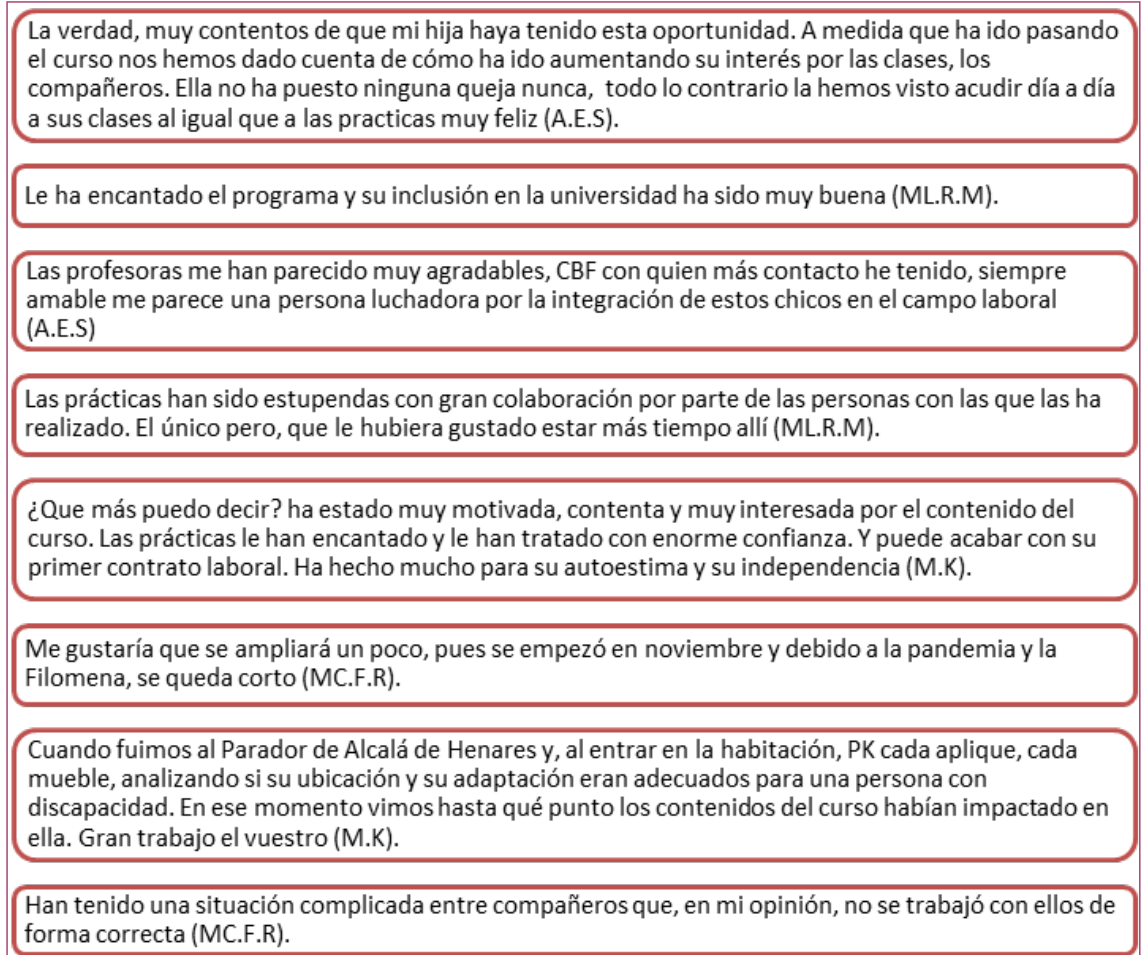 La verdad, muy contentos de que mi hija haya tenido esta oportunidad. A medida que ha ido pasando
el curso nos hemos dado cuenta de cómo ha ido aumentando su interés por las clases, los
compañeros. Ella no ha puesto ninguna queja nunca,  todo lo contrario la hemos visto acudir día a día
a sus clases al igual que a las practicas muy feliz (A.E.S).
Le ha encantado el programa y su inclusión en la universidad ha sido muy buena (ML.R.M).
Las profesoras me han parecido muy agradables, CBF con quien más contacto he tenido, siempre
amable me parece una persona luchadora por la integración de estos chicos en el campo laboral
(A.E.S)
Las prácticas han sido estupendas con gran colaboración por parte de las personas con las que las ha
realizado. El único pero, que le hubiera gustado estar más tiempo allí (ML.R.M).
¿Que más puedo decir? ha estado muy motivada, contenta y muy interesada por el contenido del
curso. Las prácticas le han encantado y le han tratado con enorme confianza. Y puede acabar con su
primer contrato laboral. Ha hecho mucho para su autoestima y su independencia (M.K).
Me gustaría que se ampliará un poco, pues se empezó en noviembre y debido a la pandemia y la
Filomena, se queda corto (MC.F.R).
Cuando fuimos al Parador de Alcalá de Henares y, al entrar en la habitación, PK cada aplique, cada
mueble, analizando si su ubicación y su adaptación eran adecuados para una persona con
discapacidad. En ese momento vimos hasta qué punto los contenidos del curso habían impactado en
ella. Gran trabajo el vuestro (M.K).
Han tenido una situación complicada entre compañeros que, en mi opinión, no se trabajó con ellos de
forma correcta (MC.F.R).